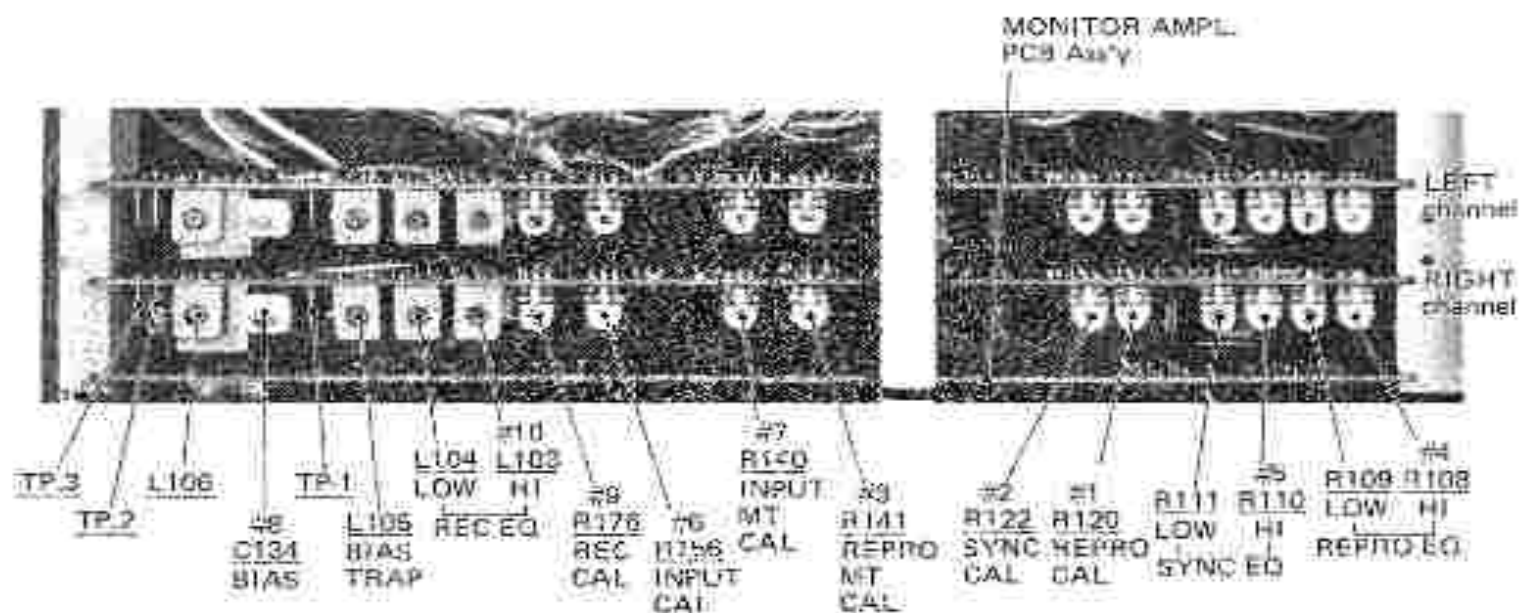 MONITOR AMPL.
PCB Ass'y
LEFT
channel
RIGHT
channel
TP.3
TP.2
L106
#8
C134
BIAS
TP-1
L105
BIAS
TRAP
L104
LOW
#10
L103
HI
REC EQ
#9
R176
REC
CAL
#6
R156
INPUT
CAL
#7
R140
INPUT
MT
CAL
#3
R141
REPRO
MT
CAL
#2
R122
SYNC
CAL
#1
R120
REPRO
CAL
R111
LOW
#5
R110
HI
SYNC EQ
R109
LOW
#4
R108
HI
REPRO EQ